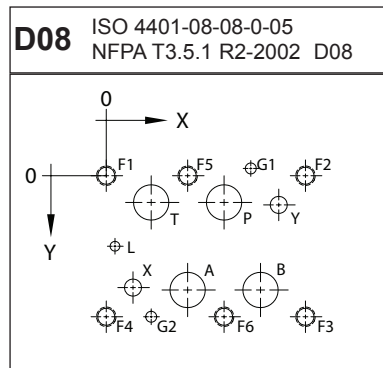 D08 ISO 4401-08-08-0-05
NFPA T3.5.1 R2-2002 D08
0
X
0
F1 F5 G1 F2
T P Y
Y
L
X A B
F4 G2 F6 F3